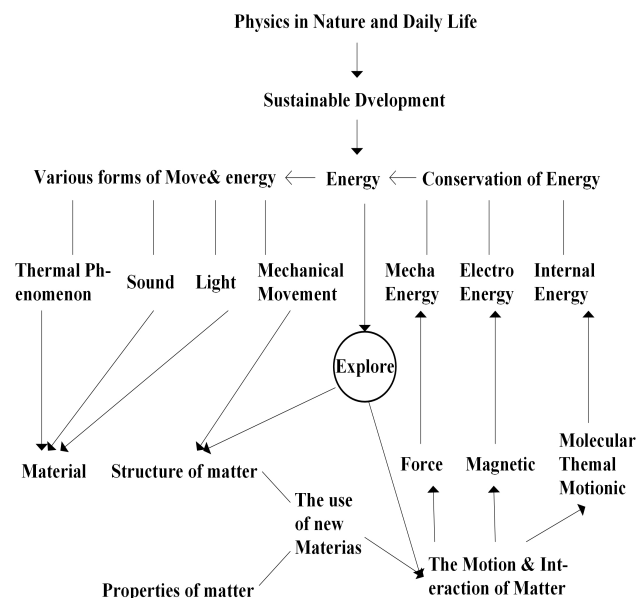 Physics in Nature and Daily Life
Sustainable Dvelopment
Various forms of Move& energy
Energy
Conservation of Energy
Thermal Ph-
enomenon
Sound
Light
Mechanical
Movement
Mecha
Energy
Electro
Energy
Internal
Energy
Explore
Material
Structure of matter
Force
Magnetic
Molecular
Themal
Motionic
The use
of new
Materias
The Motion & Int-
eraction of Matter
Properties of matter